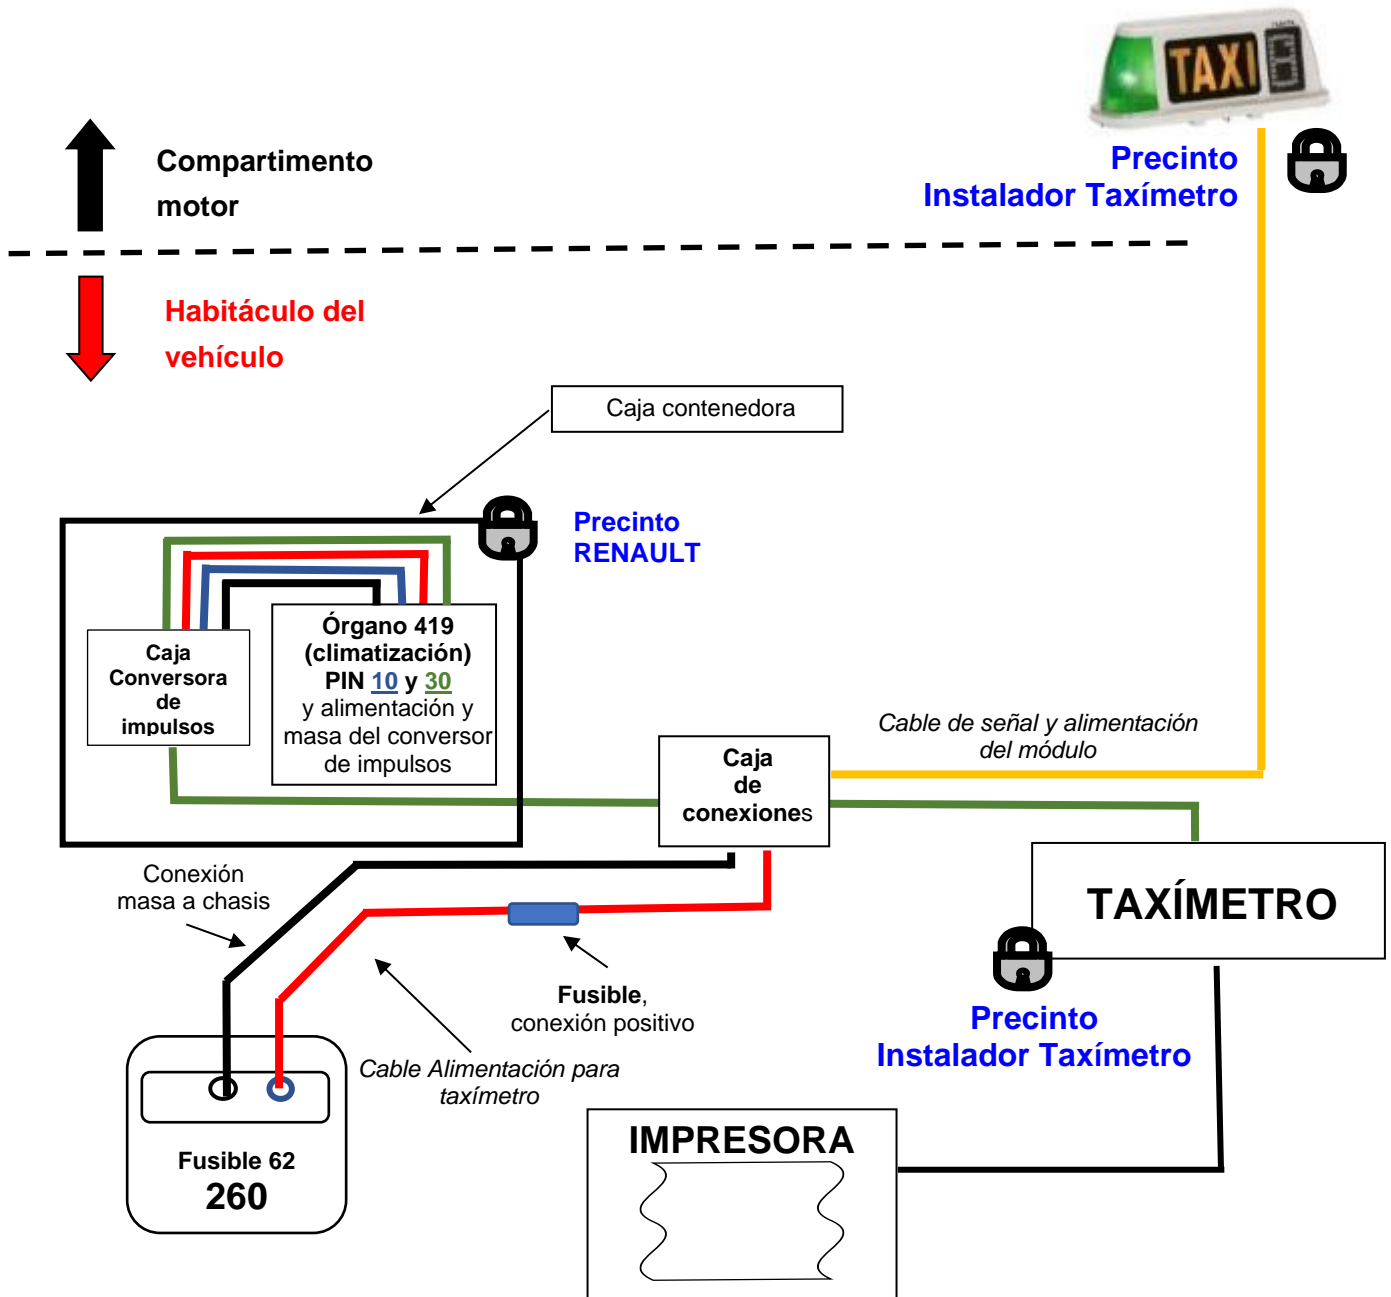 TAXI
Precinto
Instalador Taxímetro
Compartimento
motor
Habitáculo del
vehículo
Caja contenedora
Precinto
RENAULT
Caja
Conversora
de
impulsos
Órgano 419
(climatización)
PIN 10 y 30
y alimentación y
masa del conversor
de impulsos
Cable de señal y alimentación
del módulo
Caja
de
conexiones
Conexión
masa a chasis
TAXÍMETRO
Fusible,
conexión positivo
Precinto
Instalador Taxímetro
Cable Alimentación para
taxímetro
Fusible 62
260
IMPRESORA